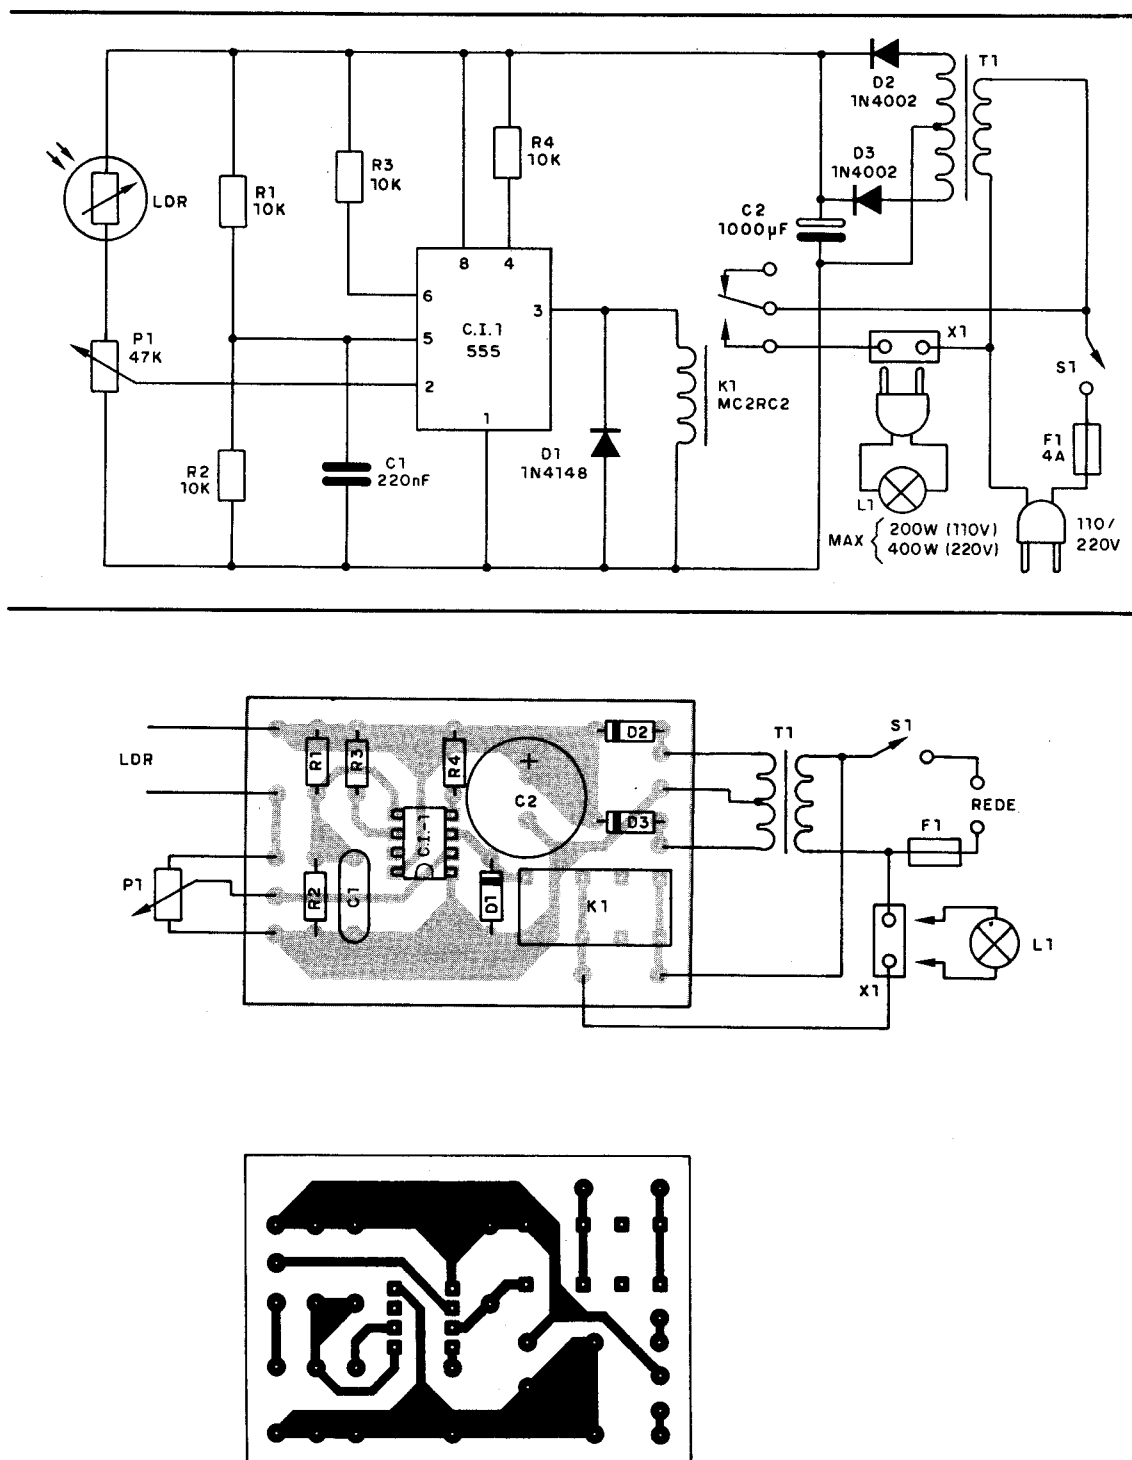 T1
D2
1N4002
D3
1N4002
R4
10K
R3
10K
LDR
R1
10K
C2
1000µF
8
4
6
3
C.I.1
555
5
2
1
P1
47K
X1
S1
K1
MC2RC2
F1
4A
D1
1N4148
R2
10K
C1
220nF
L1
MAX { 200W (110V)
400W (220V)
110/
220V
LDR
R1
R3
R4
+
C2
D2
D3
C.I.-1
P1
R2
C1
D1
K1
T1
S1
REDE
F1
L1
X1